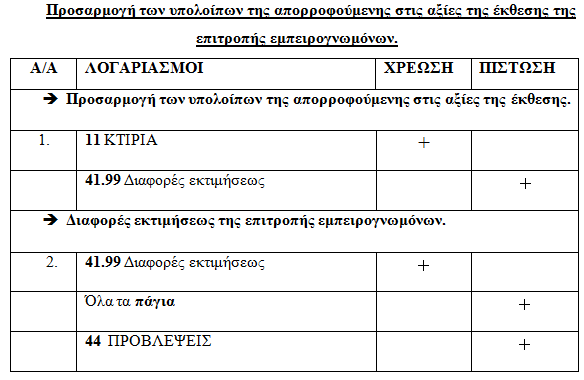 Προσαρμογή των υπολοίπων της απορροφούμενης στις αξίες της έκθεσης της
επιτροπής εμπειρογνωμόνων.
Α/Α ΛΟΓΑΡΙΑΣΜΟΙ ΧΡΕΩΣΗ ΠΙΣΤΩΣΗ
➔ Προσαρμογή των υπολοίπων της απορροφούμενης στις αξίες της έκθεσης.
1. 11 ΚΤΙΡΙΑ +
41.99 Διαφορές εκτιμήσεως +
➔ Διαφορές εκτιμήσεως της επιτροπής εμπειρογνωμόνων.
2. 41.99 Διαφορές εκτιμήσεως +
Όλα τα πάγια +
44 ΠΡΟΒΛΕΨΕΙΣ +